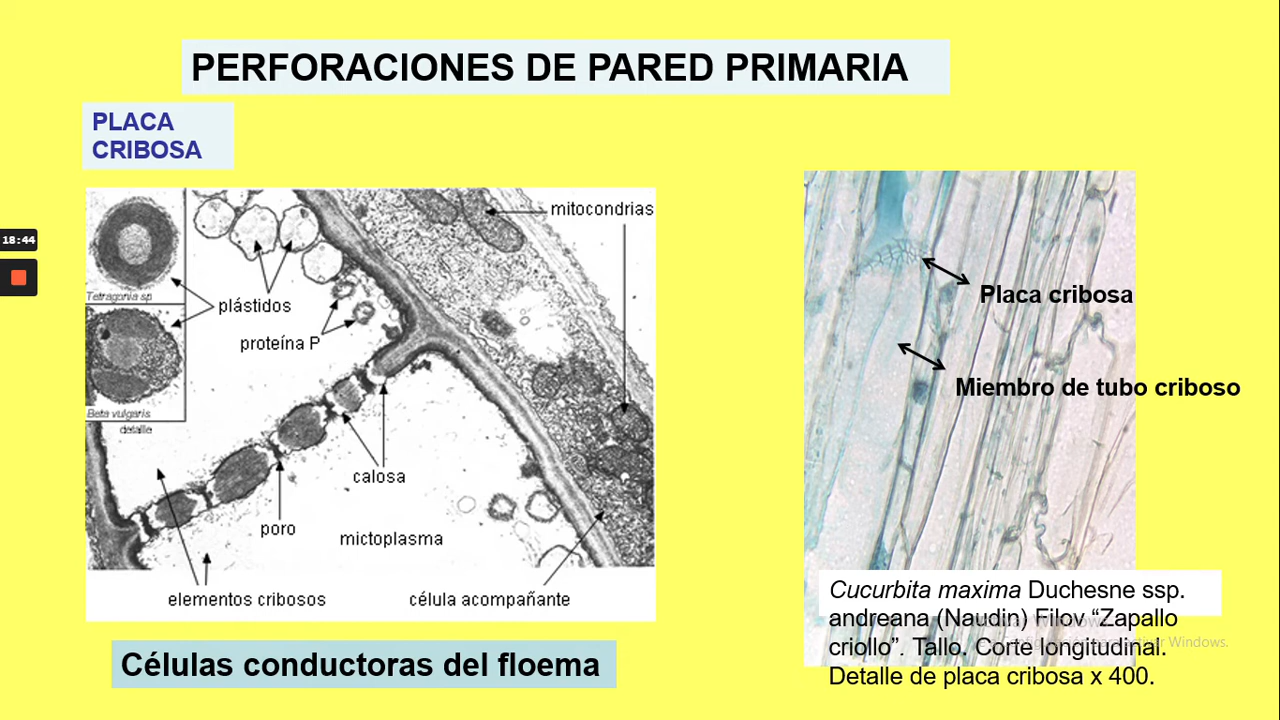 PERFORACIONES DE PARED PRIMARIA
PLACA
CRIBOSA
18:44
mitocondrias
Tetragonia sp
plástidos
proteína P
Beta vulgaris
detalle
calosa
poro
mictoplasma
elementos cribosos
célula acompañante
Células conductoras del floema
Placa cribosa
Miembro de tubo criboso
Cucurbita maxima Duchesne ssp.
andreana (Naudin) Filov “Zapallo
criollo”. Tallo. Corte longitudinal.
Detalle de placa cribosa x 400.
Windows.